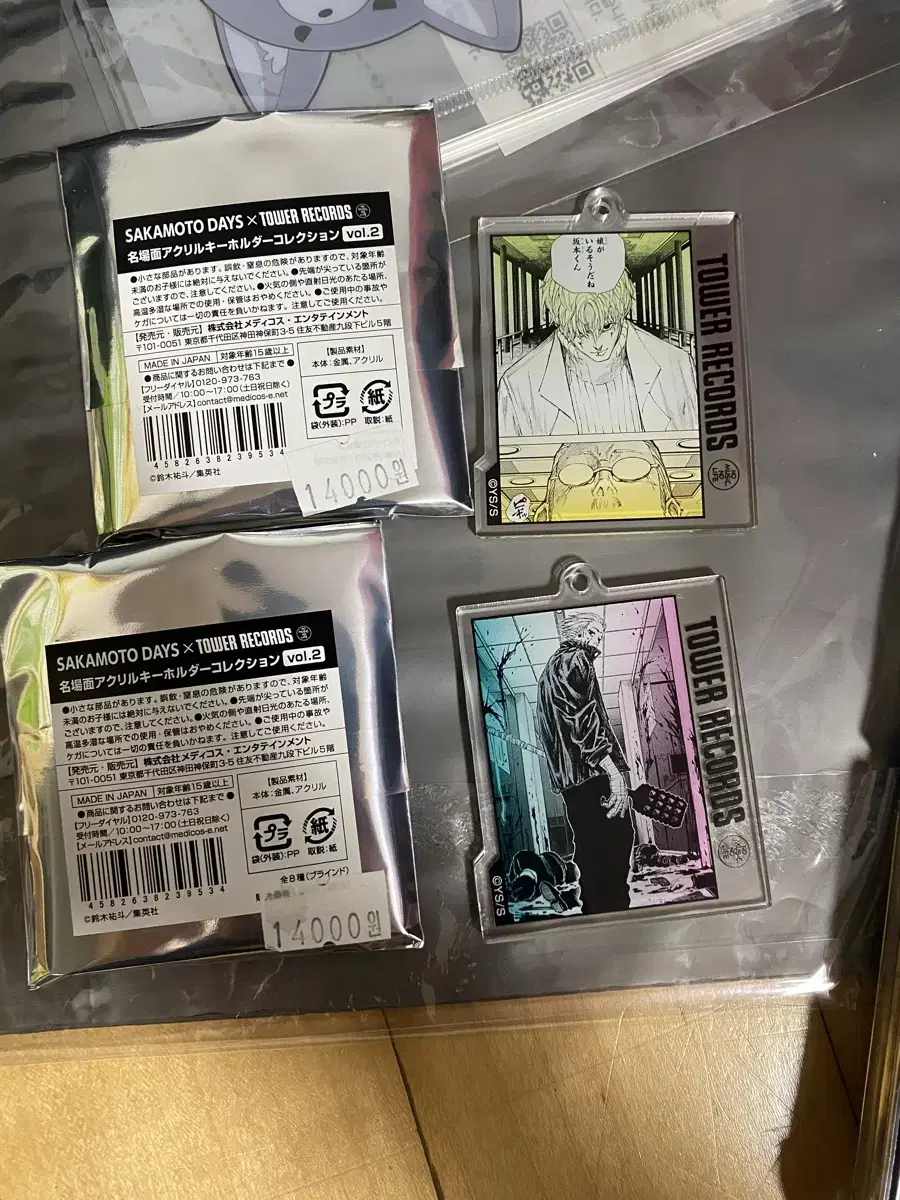 SAKAMOTO DAYS × TOWER RECORDS
名場面アクリルキーホルダーコレクション vol.2
●小さな部品があります。誤飲・窒息の危険がありますので、対象年齢
未満のお子様には絶対に与えないでください。●先端が尖っている箇所が
ございますので、注意してください。●火気の側や直射日光のあたる場所、
高温多湿な場所での使用・保管はおやめください。●ご使用中の事故や
ケガについては一切の責任を負いかねます。注意してご使用ください。
【発売元・販売元】株式会社メディコス・エンタテインメント
〒101-0051 東京都千代田区神田神保町3-5 住友不動産九段下ビル5階
MADE IN JAPAN 対象年齢15歳以上
●商品に関するお問い合わせは下記まで●
【フリーダイヤル】0120-973-763
受付時間/10:00~17:00(土日祝日除く)
【メールアドレス】contact@medicos-e.net
【製品素材】
本体:金属、アクリル
プラ
紙
袋(外装):PP 取説:紙
4582638239534
©鈴木祐斗/集英社
14000원
娘が
いるそうだね
坂本くん
TOWER RECORDS
NO MUSIC NO LIFE
©YS/S
SAKAMOTO DAYS × TOWER RECORDS
名場面アクリルキーホルダーコレクション vol.2
●小さな部品があります。誤飲・窒息の危険がありますので、対象年齢
未満のお子様には絶対に与えないでください。●先端が尖っている箇所が
ございますので、注意してください。●火気の側や直射日光のあたる場所、
高温多湿な場所での使用・保管はおやめください。●ご使用中の事故や
ケガについては一切の責任を負いかねます。注意してご使用ください。
【発売元・販売元】株式会社メディコス・エンタテインメント
〒101-0051 東京都千代田区神田神保町3-5 住友不動産九段下ビル5階
MADE IN JAPAN 対象年齢15歳以上
●商品に関するお問い合わせは下記まで●
【フリーダイヤル】0120-973-763
受付時間/10:00~17:00(土日祝日除く)
【メールアドレス】contact@medicos-e.net
【製品素材】
本体:金属、アクリル
プラ
紙
袋(外装):PP 取説:紙
全8種(ブラインド)
4582638239534
©鈴木祐斗/集英社
14000원
TOWER RECORDS
NO MUSIC NO LIFE
©YS/S